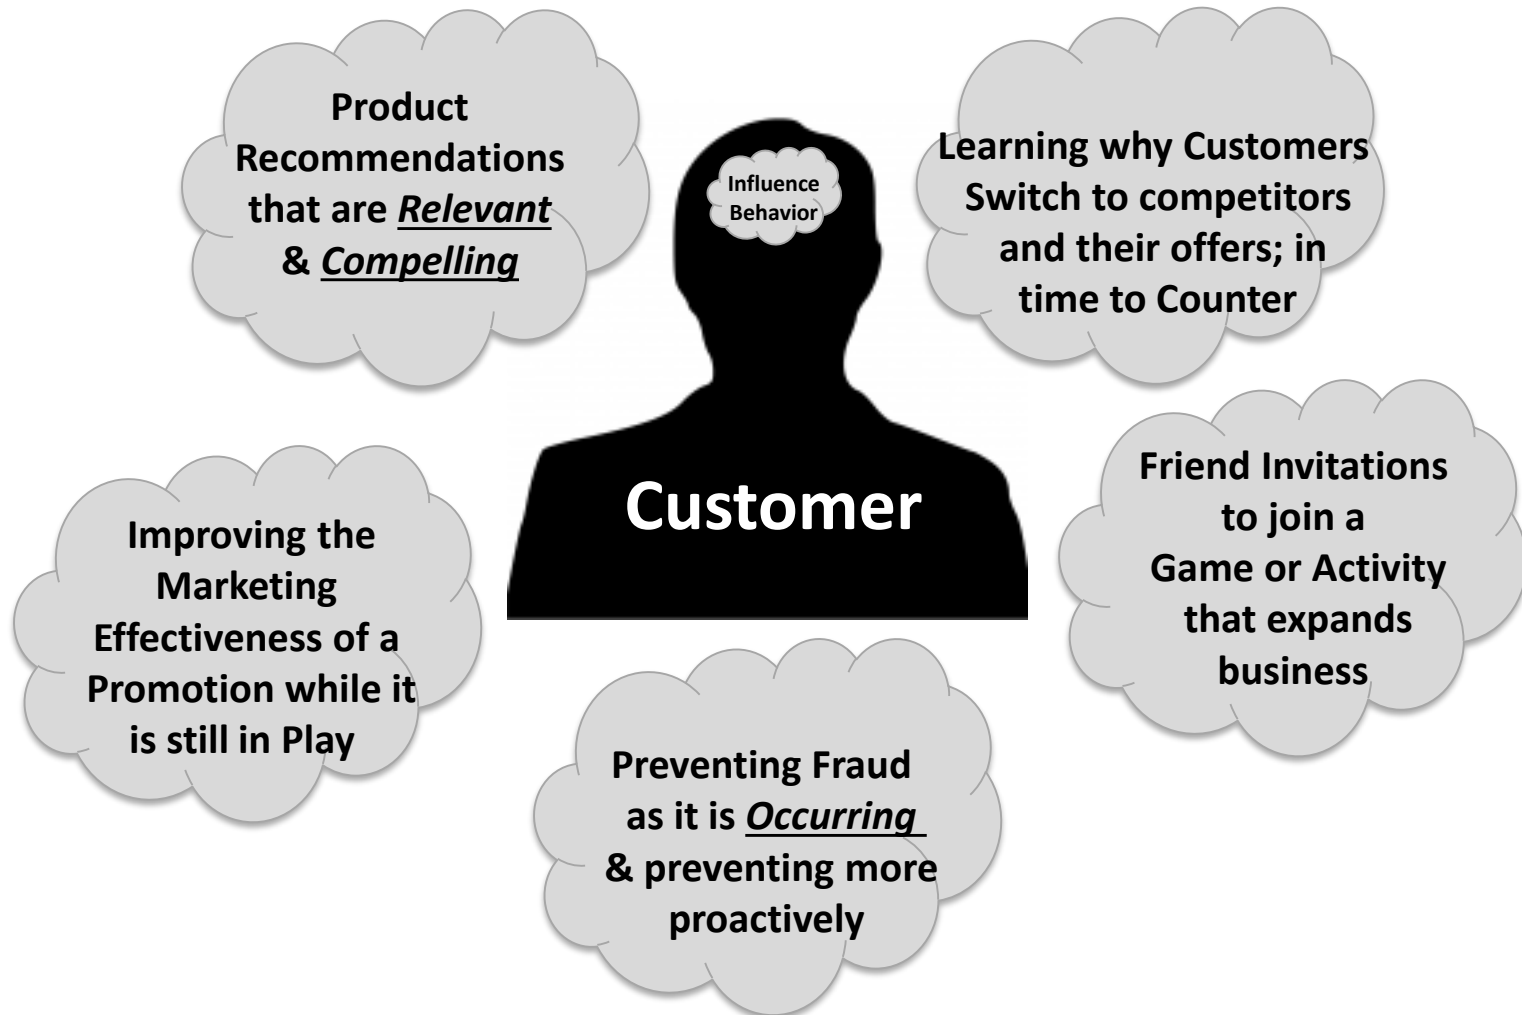 Product
Recommendations
that are Relevant
& Compelling
Influence
Behavior
Learning why Customers
Switch to competitors
and their offers; in
time to Counter
Customer
Improving the
Marketing
Effectiveness of a
Promotion while it
is still in Play
Friend Invitations
to join a
Game or Activity
that expands
business
Preventing Fraud
as it is Occurring
& preventing more
proactively